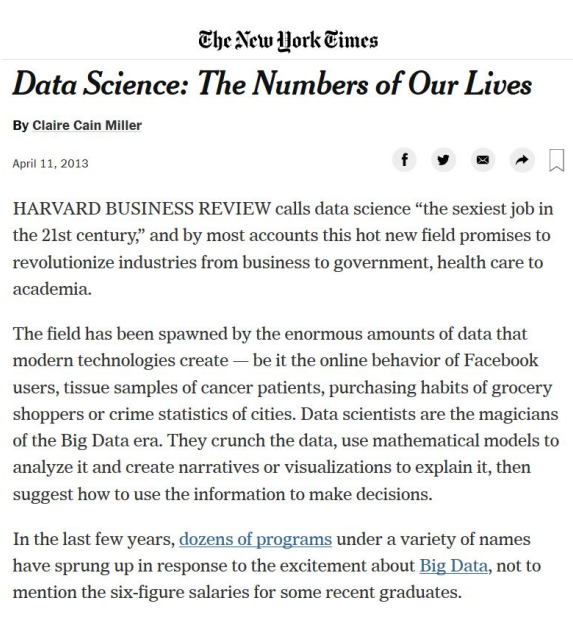 The New York Times
Data Science: The Numbers of Our Lives
By Claire Cain Miller
April 11, 2013
HARVARD BUSINESS REVIEW calls data science “the sexiest job in
the 21st century,” and by most accounts this hot new field promises to
revolutionize industries from business to government, health care to
academia.
The field has been spawned by the enormous amounts of data that
modern technologies create — be it the online behavior of Facebook
users, tissue samples of cancer patients, purchasing habits of grocery
shoppers or crime statistics of cities. Data scientists are the magicians
of the Big Data era. They crunch the data, use mathematical models to
analyze it and create narratives or visualizations to explain it, then
suggest how to use the information to make decisions.
In the last few years, dozens of programs under a variety of names
have sprung up in response to the excitement about Big Data, not to
mention the six-figure salaries for some recent graduates.